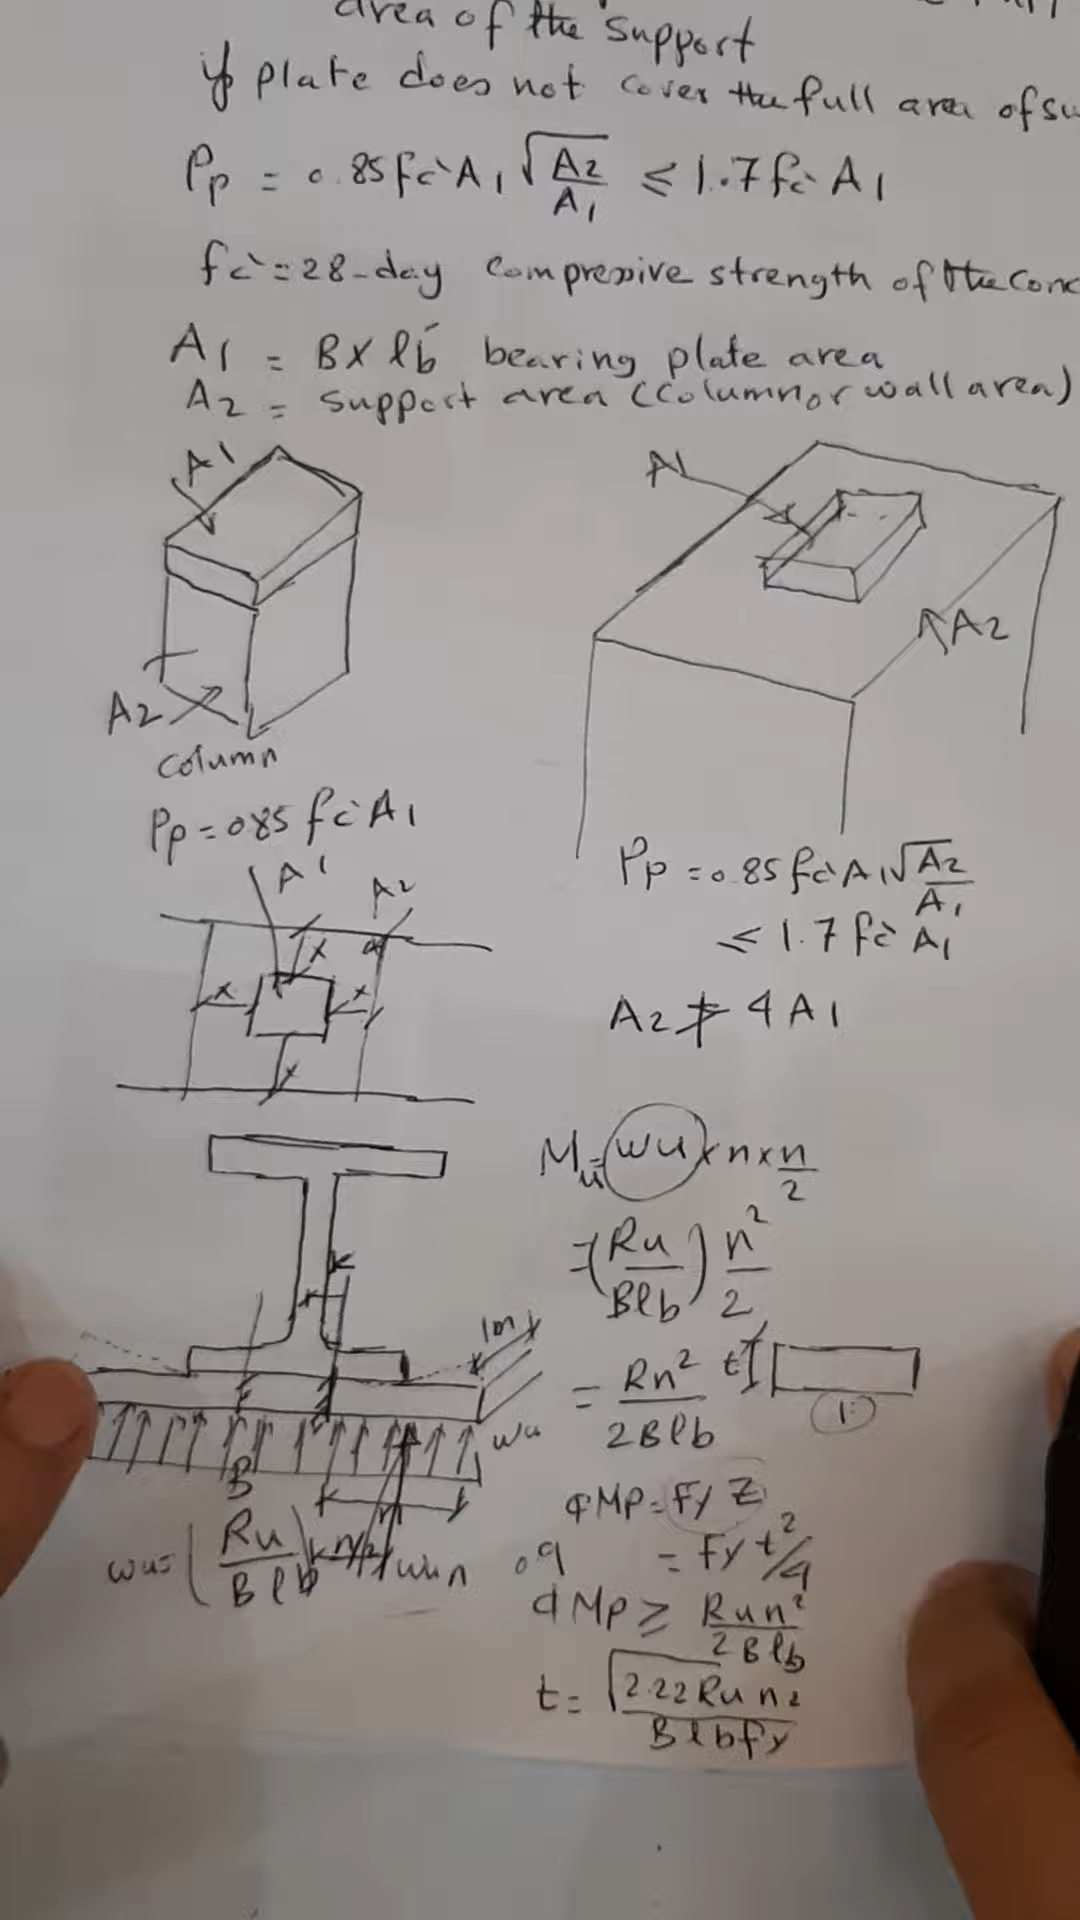 area of the support
if plate does not cover the full area of su
Pp = 0.85 fc' A1 √(A2/A1) ≤ 1.7 fc' A1
fc' = 28-day compressive strength of the conc
A1 = B x lb bearing plate area
A2 = support area (column or wall area)
A1
A2
column
Pp = 0.85 fc' A1
A1
A2
Pp = 0.85 fc' A1 √(A2/A1)
≤ 1.7 fc' A1
A2 ≯ 4 A1
A1
A2
x
x
x
x
Mu = wu x n x n/2
= (Ru/Blb) n²/2
= Rn²/2Blb
t
1
K
1m
wu
B
n
wu = (Ru/Blb)
n/2
wun
ΦMp = Fy Z
0.9 = Fy t²/4
ΦMp ≥ Run²/2Blb
t = √(2.22 Run2/Blbfy)